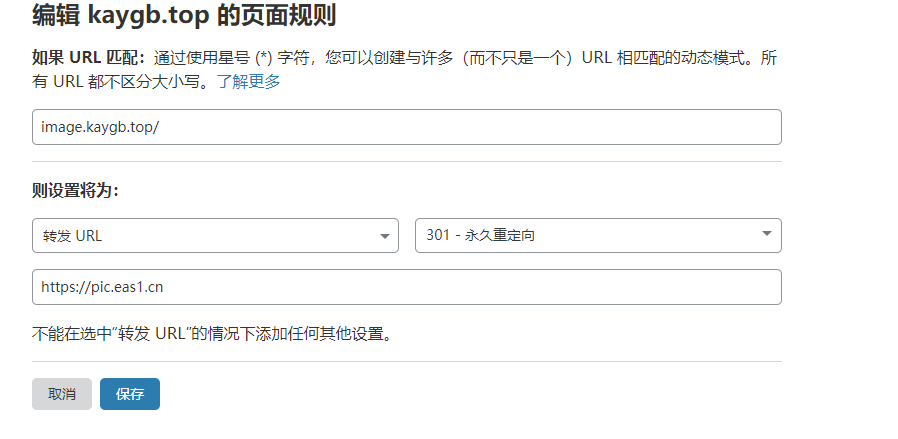 编辑 kaygb.top 的页面规则
如果 URL 匹配：通过使用星号 (*) 字符，您可以创建与许多（而不只是一个）URL 相匹配的动态模式。所
有 URL 都不区分大小写。了解更多
image.kaygb.top/
则设置将为：
转发 URL
301 - 永久重定向
https://pic.eas1.cn
不能在选中“转发 URL”的情况下添加任何其他设置。
取消
保存